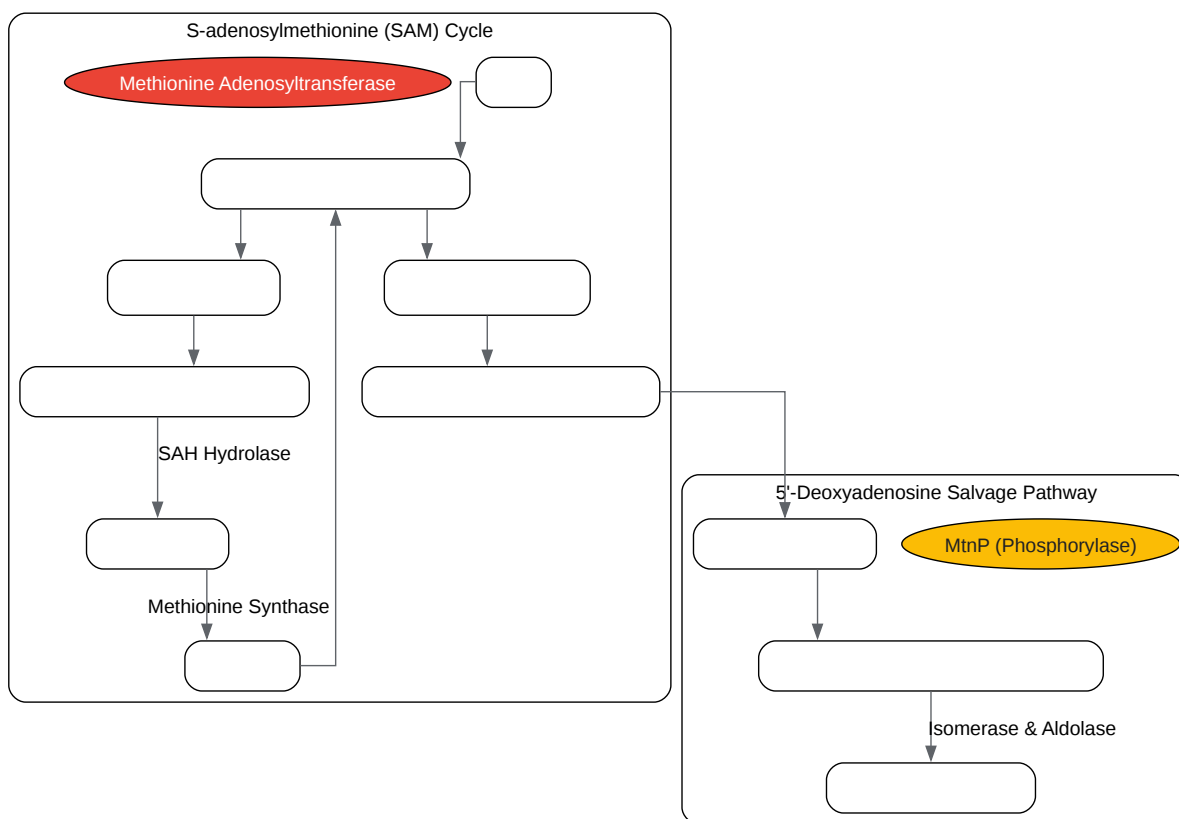 S-adenosylmethionine (SAM) Cycle
Methionine Adenosyltransferase
SAH Hydrolase
Methionine Synthase
5'-Deoxyadenosine Salvage Pathway
MtnP (Phosphorylase)
Isomerase & Aldolase